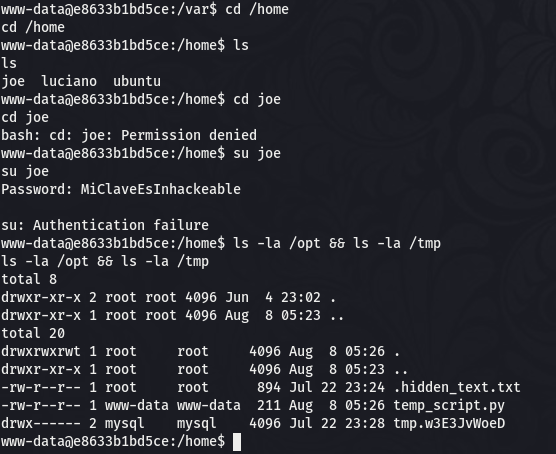 www-data@e8633b1bd5ce:/var$ cd /home
cd /home
www-data@e8633b1bd5ce:/home$ ls
ls
joe  luciano  ubuntu
www-data@e8633b1bd5ce:/home$ cd joe
cd joe
bash: cd: joe: Permission denied
www-data@e8633b1bd5ce:/home$ su joe
su joe
Password: MiClaveEsInhackeable
su: Authentication failure
www-data@e8633b1bd5ce:/home$ ls -la /opt && ls -la /tmp
ls -la /opt && ls -la /tmp
total 8
drwxr-xr-x 2 root root 4096 Jun  4 23:02 .
drwxr-xr-x 1 root root 4096 Aug  8 05:23 ..
total 20
drwxrwxrwt 1 root     root     4096 Aug  8 05:26 .
drwxr-xr-x 1 root     root     4096 Aug  8 05:23 ..
-rw-r--r-- 1 root     root      894 Jul 22 23:24 .hidden_text.txt
-rw-r--r-- 1 www-data www-data  211 Aug  8 05:26 temp_script.py
drwx------ 2 mysql    mysql    4096 Jul 22 23:28 tmp.w3E3JvWoeD
www-data@e8633b1bd5ce:/home$